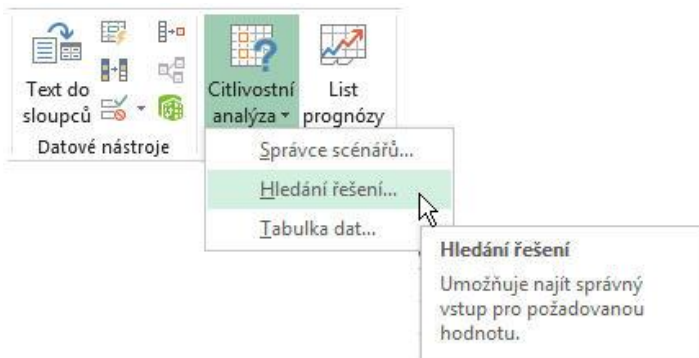 Text do
sloupců
Citlivostní
analýza
List
prognózy
Datové nástroje
Správce scénářů...
Hledání řešení...
Tabulka dat...
Hledání řešení
Umožňuje najít správný
vstup pro požadovanou
hodnotu.